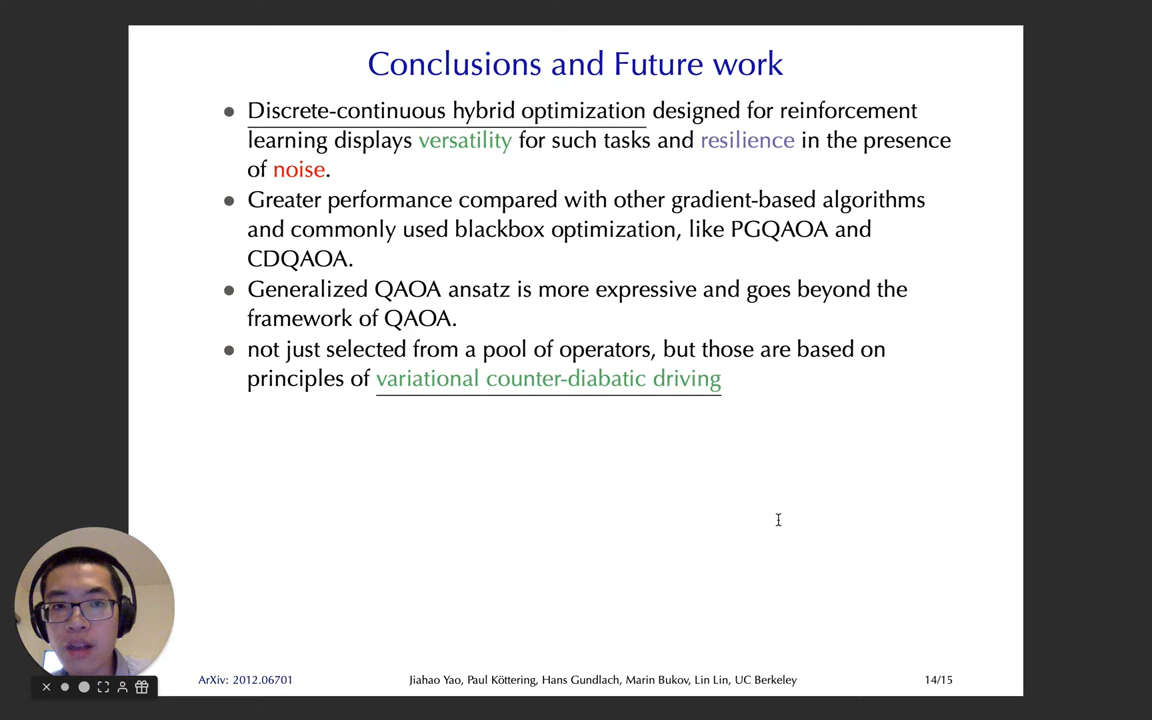 Conclusions and Future work
• Discrete-continuous hybrid optimization designed for reinforcement
learning displays versatility for such tasks and resilience in the presence
of noise.
• Greater performance compared with other gradient-based algorithms
and commonly used blackbox optimization, like PGQAOA and
CDQAOA.
• Generalized QAOA ansatz is more expressive and goes beyond the
framework of QAOA.
• not just selected from a pool of operators, but those are based on
principles of variational counter-diabatic driving
ArXiv: 2012.06701
Jiahao Yao, Paul Köttering, Hans Gundlach, Marin Bukov, Lin Lin, UC Berkeley
14/15